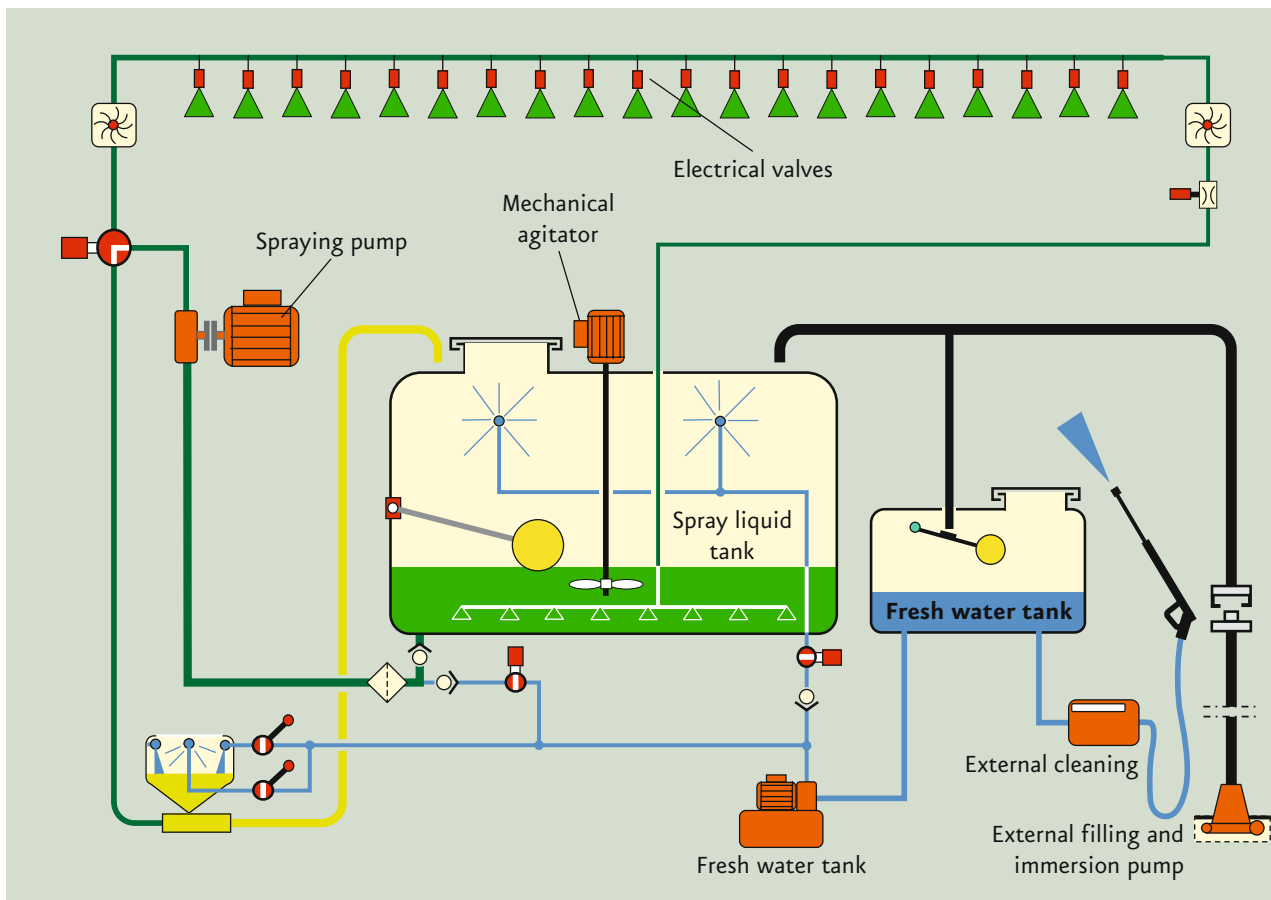 Electrical valves
Mechanical
agitator
Spraying pump
Spray liquid
tank
Fresh water tank
External cleaning
External filling and
immersion pump
Fresh water tank